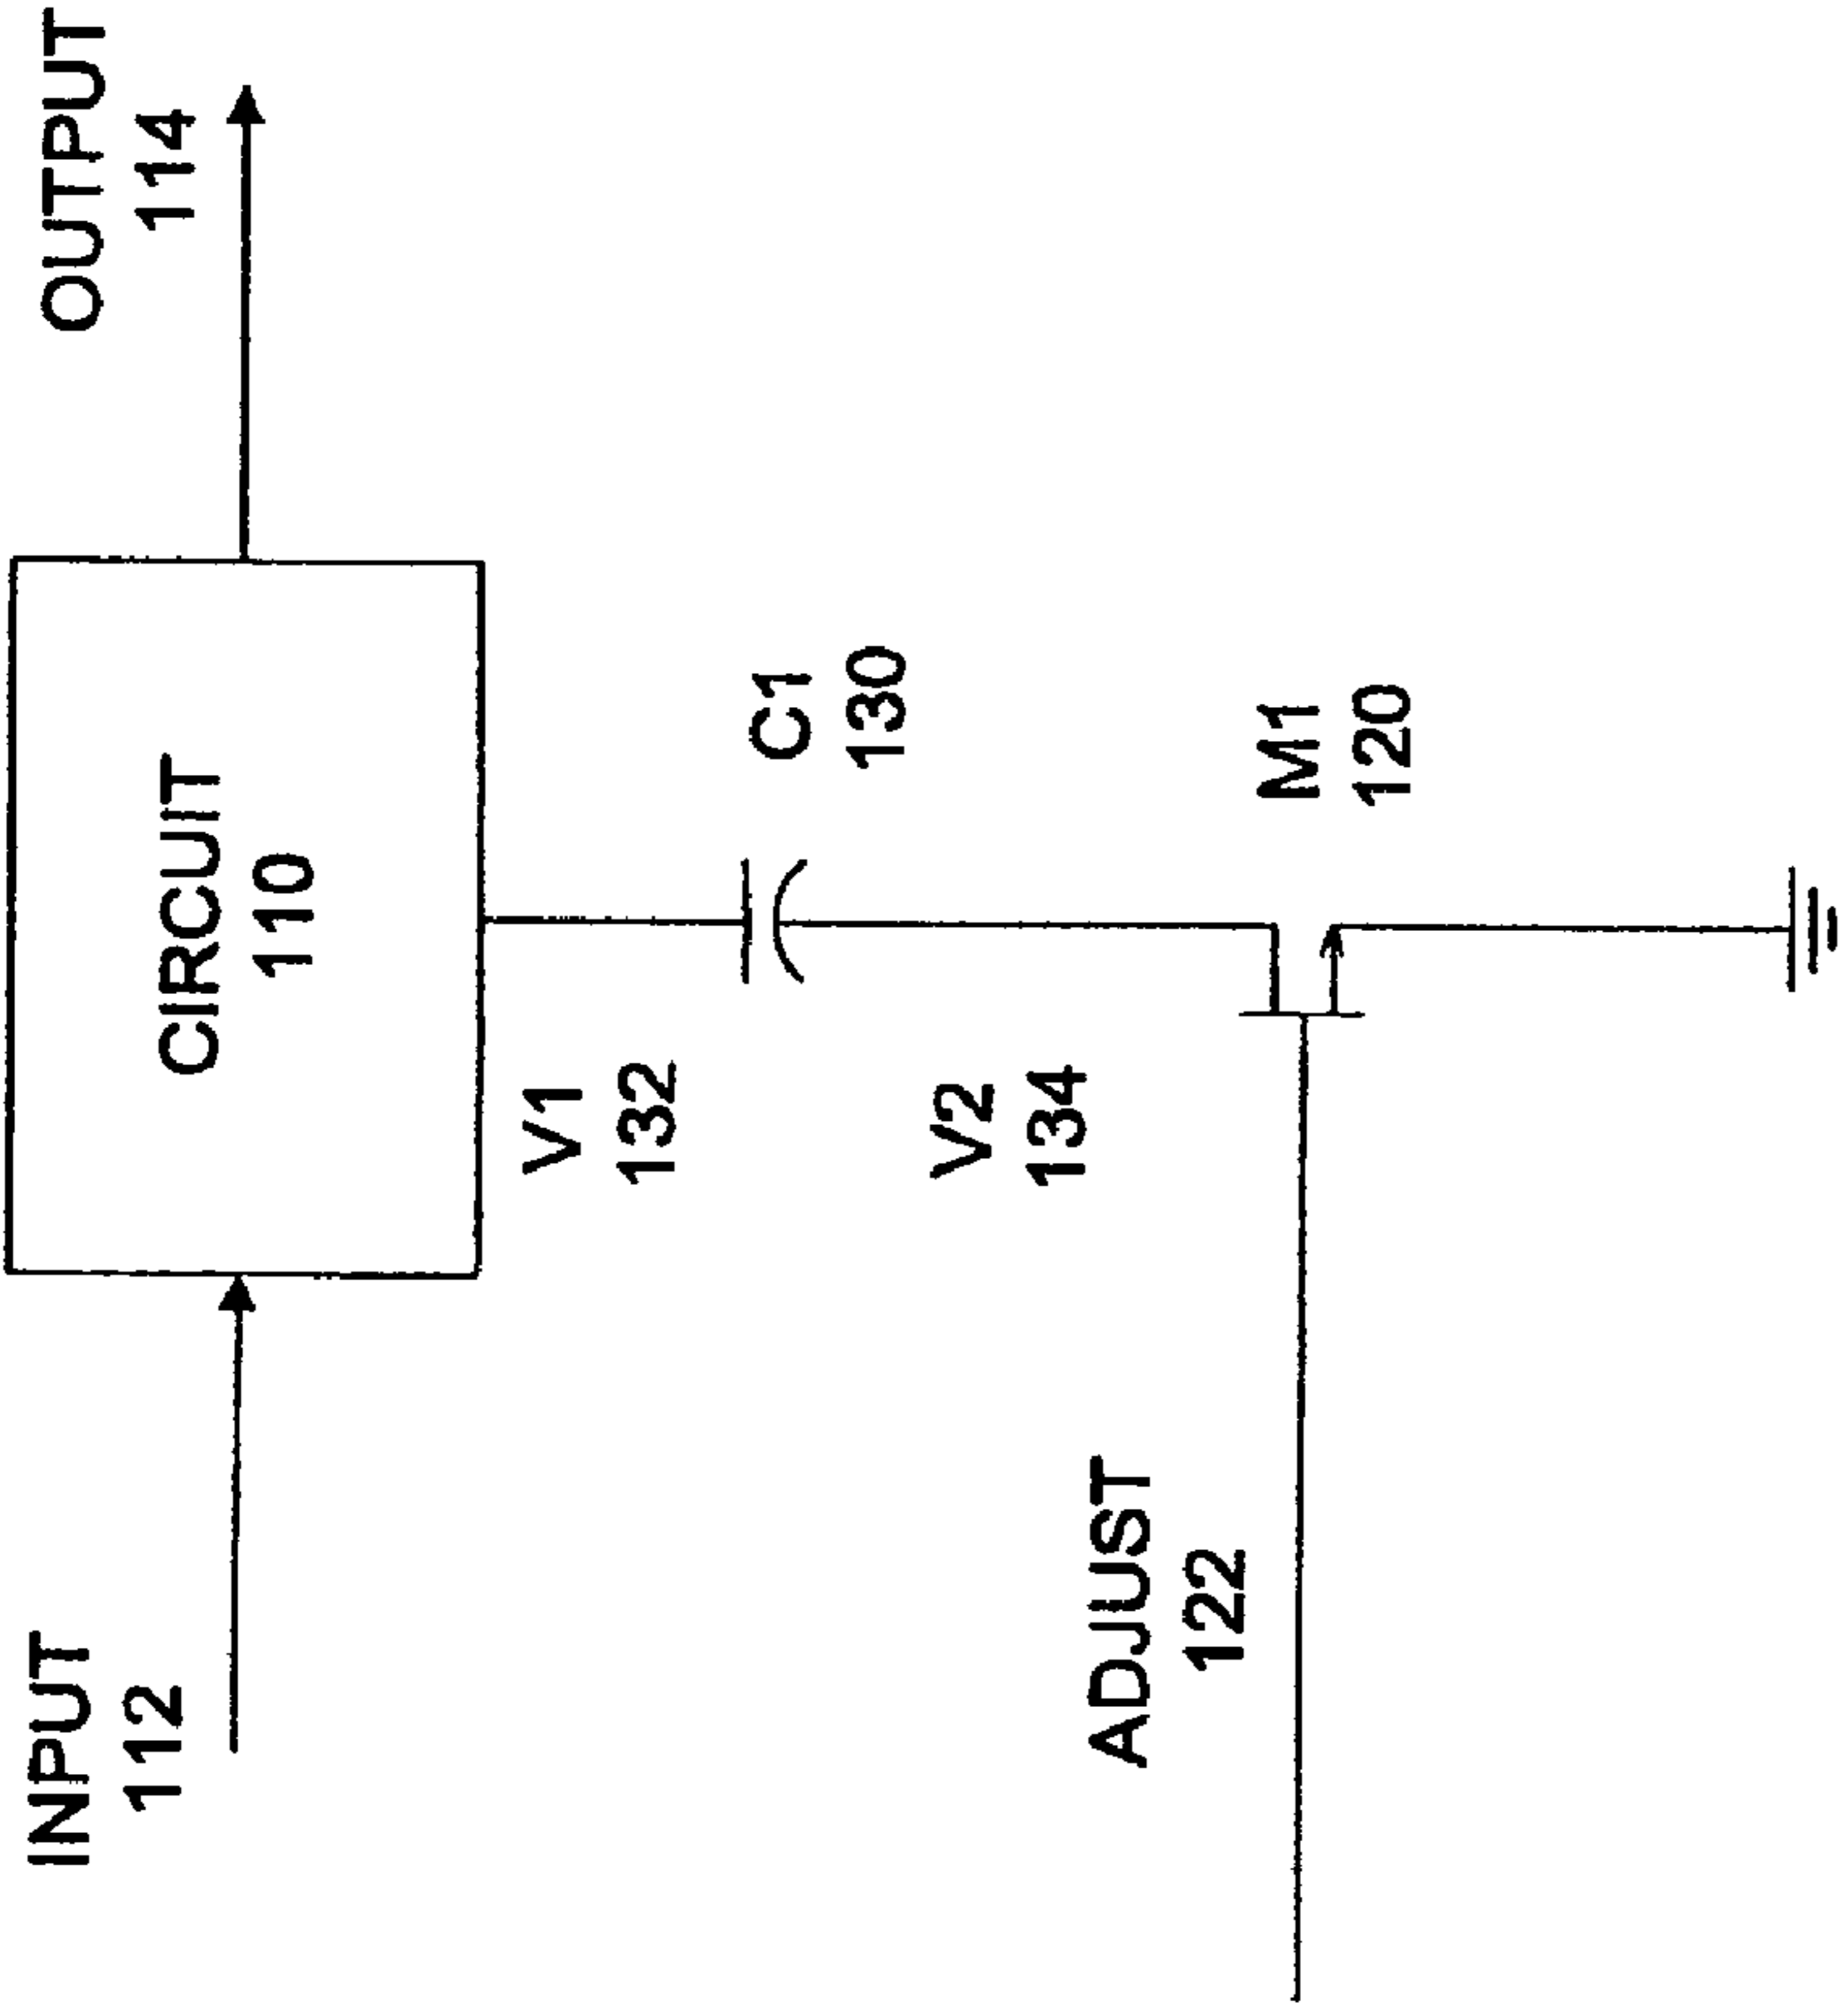 INPUT
112
OUTPUT
114
CIRCUIT
110
V1
132
C1
130
V2
134
ADJUST
122
M1
120